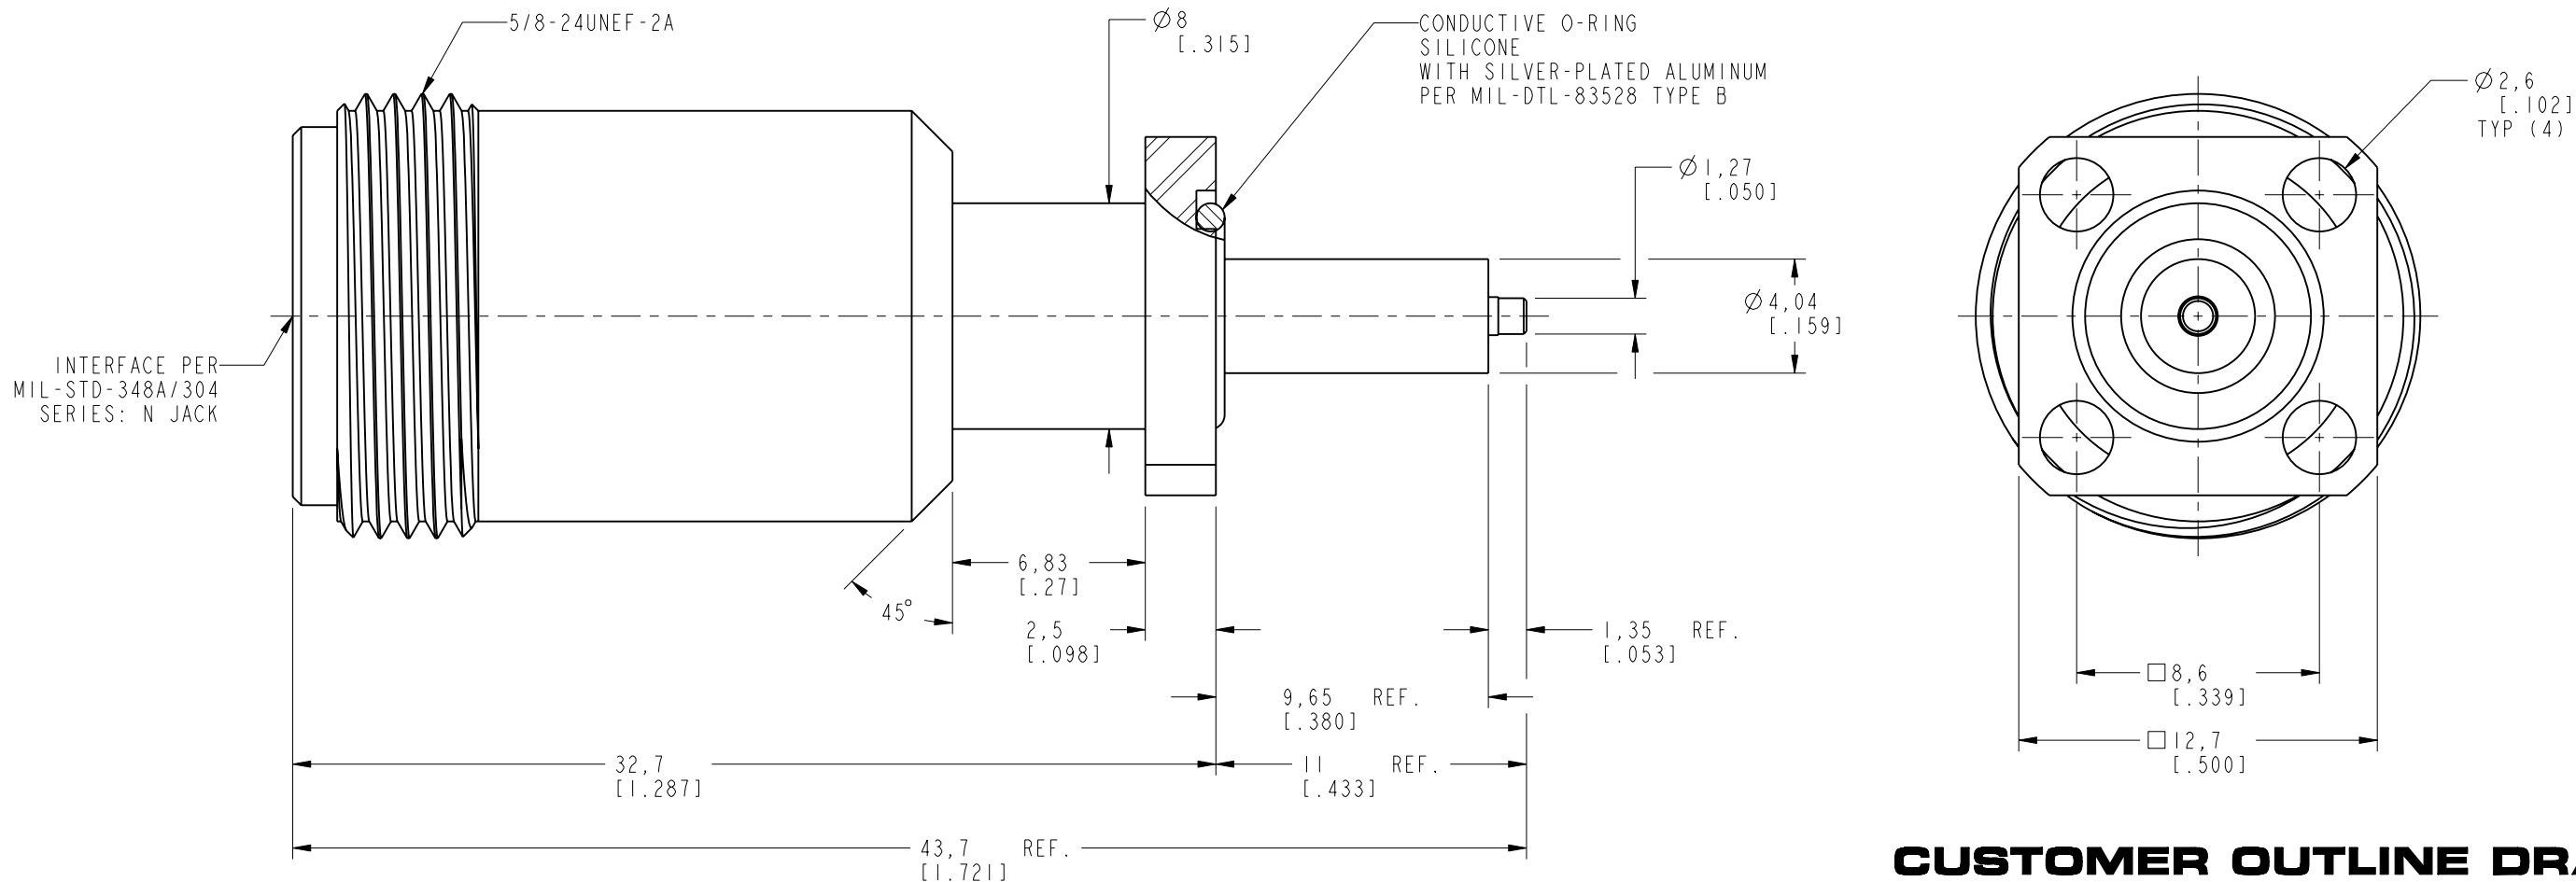 5/8-24UNEF-2A
Ø8
[.315]
CONDUCTIVE O-RING
SILICONE
WITH SILVER-PLATED ALUMINUM
PER MIL-DTL-83528 TYPE B
Ø2,6
[.102]
TYP (4)
Ø1,27
[.050]
Ø4,04
[.159]
INTERFACE PER
MIL-STD-348A/304
SERIES: N JACK
6,83
[.27]
45°
2,5
[.098]
1,35 REF.
[.053]
9,65 REF.
[.380]
□8,6
[.339]
□12,7
[.500]
32,7
[1.287]
11 REF.
[.433]
43,7 REF.
[1.721]
CUSTOMER OUTLINE DR